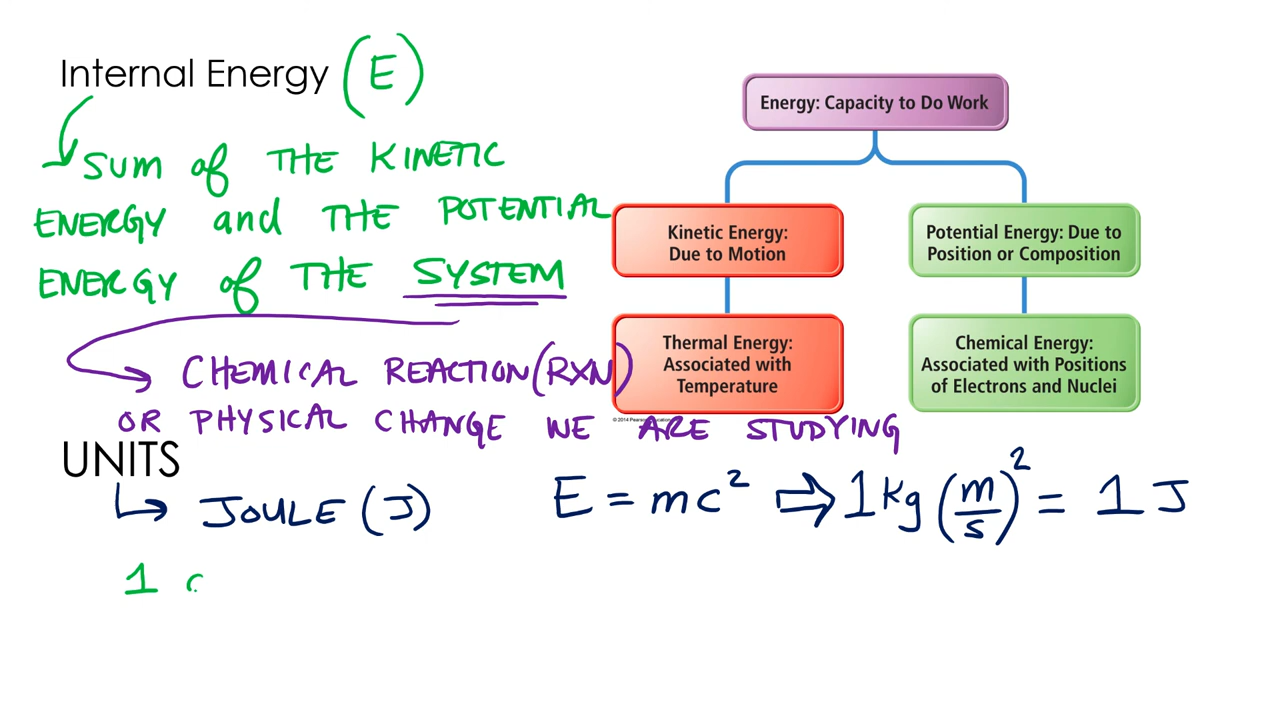 Internal Energy (E)
SUM of THE KINETIC
ENERGY and THE POTENTIAL
ENERGY of THE SYSTEM
CHEMICAL REACTION (RXN)
OR PHYSICAL CHANGE WE ARE STUDYING
Energy: Capacity to Do Work
Kinetic Energy:
Due to Motion
Potential Energy: Due to
Position or Composition
Thermal Energy:
Associated with
Temperature
Chemical Energy:
Associated with Positions
of Electrons and Nuclei
© 2014 Pearson Education
UNITS
JOULE (J)
E = mc² ⇒ 1 kg (m/s)² = 1 J
1 c